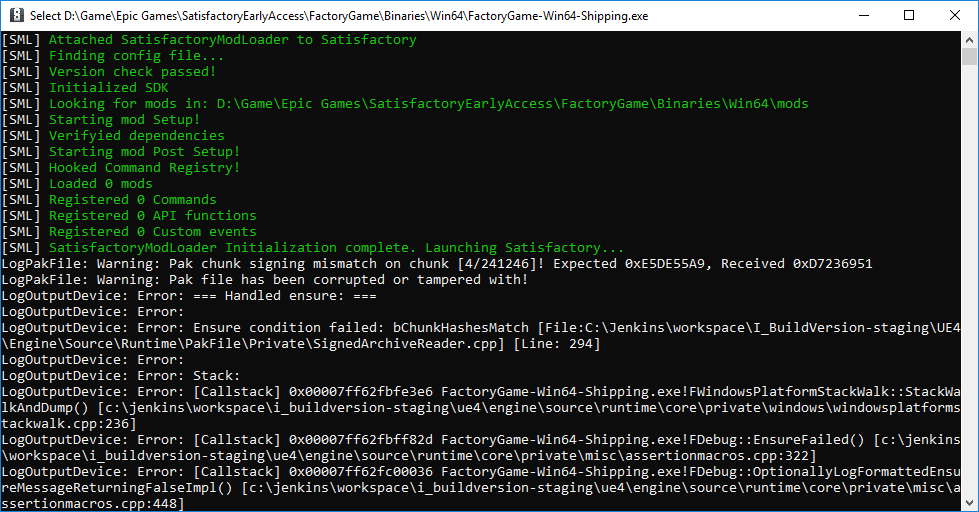 Select D:\Game\Epic Games\SatisfactoryEarlyAccess\FactoryGame\Binaries\Win64\FactoryGame-Win64-Shipping.exe
[SML] Attached SatisfactoryModLoader to Satisfactory
[SML] Finding config file...
[SML] Version check passed!
[SML] Initialized SDK
[SML] Looking for mods in: D:\Game\Epic Games\SatisfactoryEarlyAccess\FactoryGame\Binaries\Win64\mods
[SML] Starting mod Setup!
[SML] Verifyied dependencies
[SML] Starting mod Post Setup!
[SML] Hooked Command Registry!
[SML] Loaded 0 mods
[SML] Registered 0 Commands
[SML] Registered 0 API functions
[SML] Registered 0 Custom events
[SML] SatisfactoryModLoader Initialization complete. Launching Satisfactory...
LogPakFile: Warning: Pak chunk signing mismatch on chunk [4/241246]! Expected 0xE5DE55A9, Received 0xD7236951
LogPakFile: Warning: Pak file has been corrupted or tampered with!
LogOutputDevice: Error: === Handled ensure: ===
LogOutputDevice: Error:
LogOutputDevice: Error: Ensure condition failed: bChunkHashesMatch [File:C:\Jenkins\workspace\I_BuildVersion-staging\UE4
\Engine\Source\Runtime\PakFile\Private\SignedArchiveReader.cpp] [Line: 294]
LogOutputDevice: Error:
LogOutputDevice: Error: Stack:
LogOutputDevice: Error: [Callstack] 0x00007ff62fbfe3e6 FactoryGame-Win64-Shipping.exe!FWindowsPlatformStackWalk::StackWa
lkAndDump() [c:\jenkins\workspace\i_buildversion-staging\ue4\engine\source\runtime\core\private\windows\windowsplatforms
tackwalk.cpp:236]
LogOutputDevice: Error: [Callstack] 0x00007ff62fbff82d FactoryGame-Win64-Shipping.exe!FDebug::EnsureFailed() [c:\jenkins
\workspace\i_buildversion-staging\ue4\engine\source\runtime\core\private\misc\assertionmacros.cpp:322]
LogOutputDevice: Error: [Callstack] 0x00007ff62fc00036 FactoryGame-Win64-Shipping.exe!FDebug::OptionallyLogFormattedEnsu
reMessageReturningFalseImpl() [c:\jenkins\workspace\i_buildversion-staging\ue4\engine\source\runtime\core\private\misc\a
ssertionmacros.cpp:448]